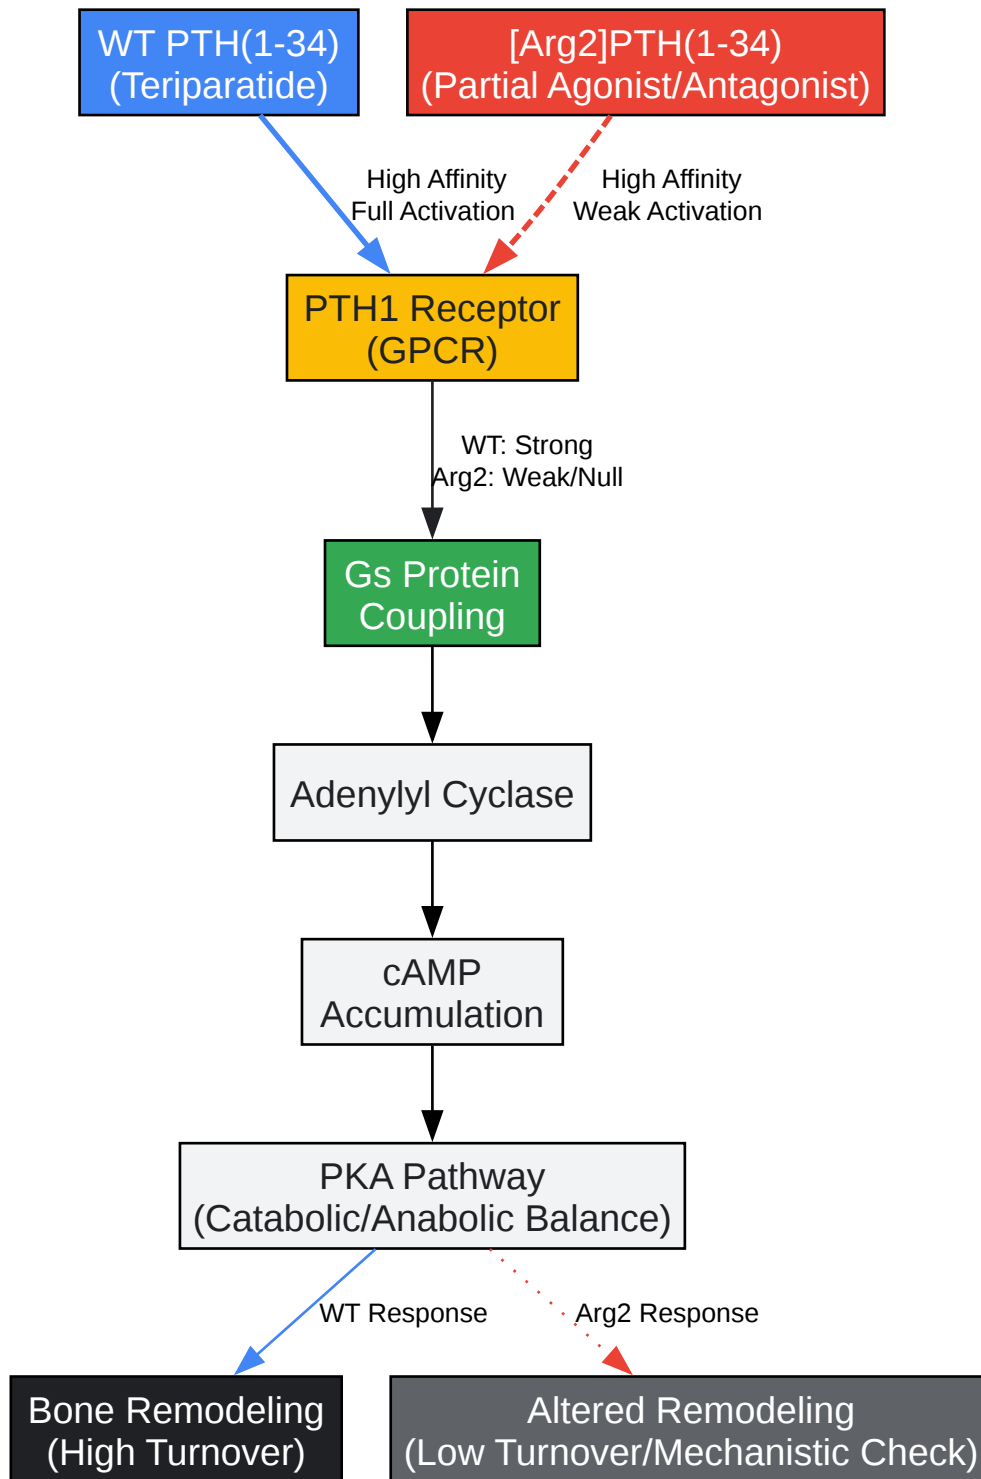 WT PTH(1-34)
(Teriparatide)
[Arg2]PTH(1-34)
(Partial Agonist/Antagonist)
High Affinity
Full Activation
High Affinity
Weak Activation
PTH1 Receptor
(GPCR)
WT: Strong
Arg2: Weak/Null
Gs Protein
Coupling
Adenylyl Cyclase
cAMP
Accumulation
PKA Pathway
(Catabolic/Anabolic Balance)
WT Response
Arg2 Response
Bone Remodeling
(High Turnover)
Altered Remodeling
(Low Turnover/Mechanistic Check)